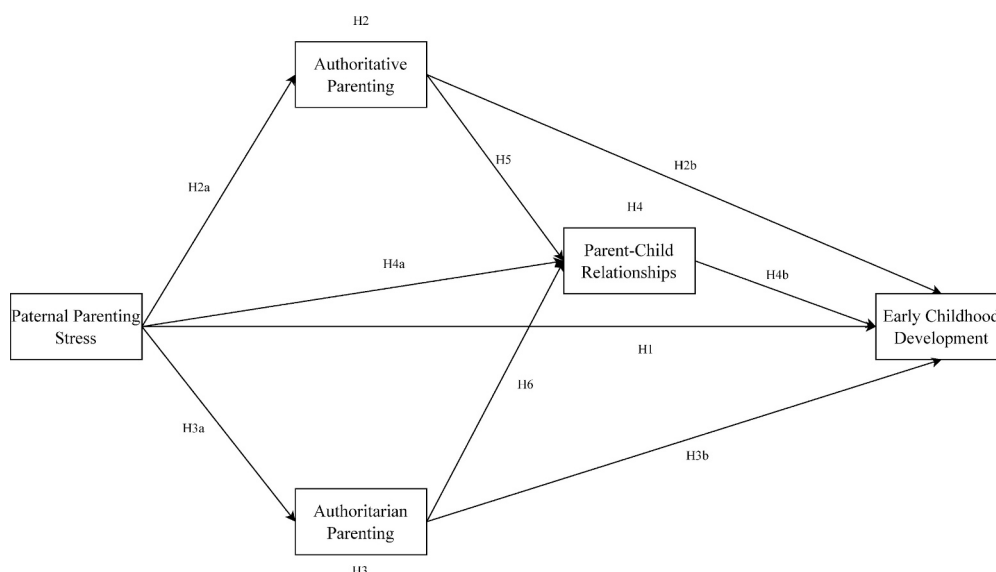 H2
Authoritative
Parenting
H5
H2b
H2a
H4
Parent-Child
Relationships
H4a
H4b
Paternal Parenting
Stress
Early Childhood
Development
H1
H6
H3a
H3b
Authoritarian
Parenting
H3